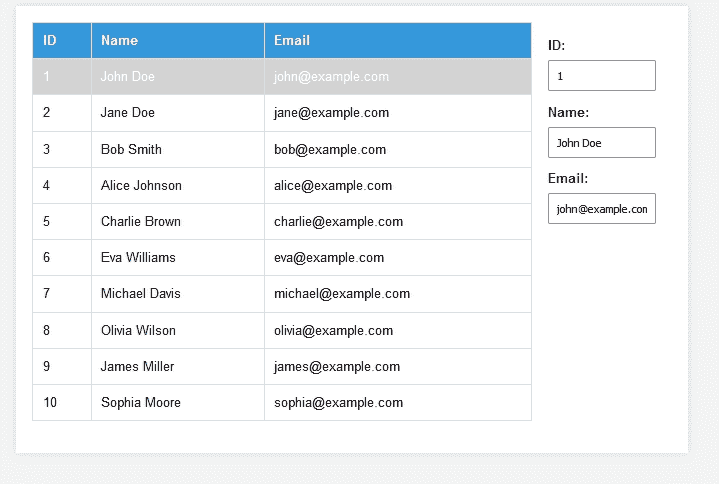 ID Name Email
1 John Doe john@example.com
2 Jane Doe jane@example.com
3 Bob Smith bob@example.com
4 Alice Johnson alice@example.com
5 Charlie Brown charlie@example.com
6 Eva Williams eva@example.com
7 Michael Davis michael@example.com
8 Olivia Wilson olivia@example.com
9 James Miller james@example.com
10 Sophia Moore sophia@example.com
ID:
1
Name:
John Doe
Email:
john@example.com